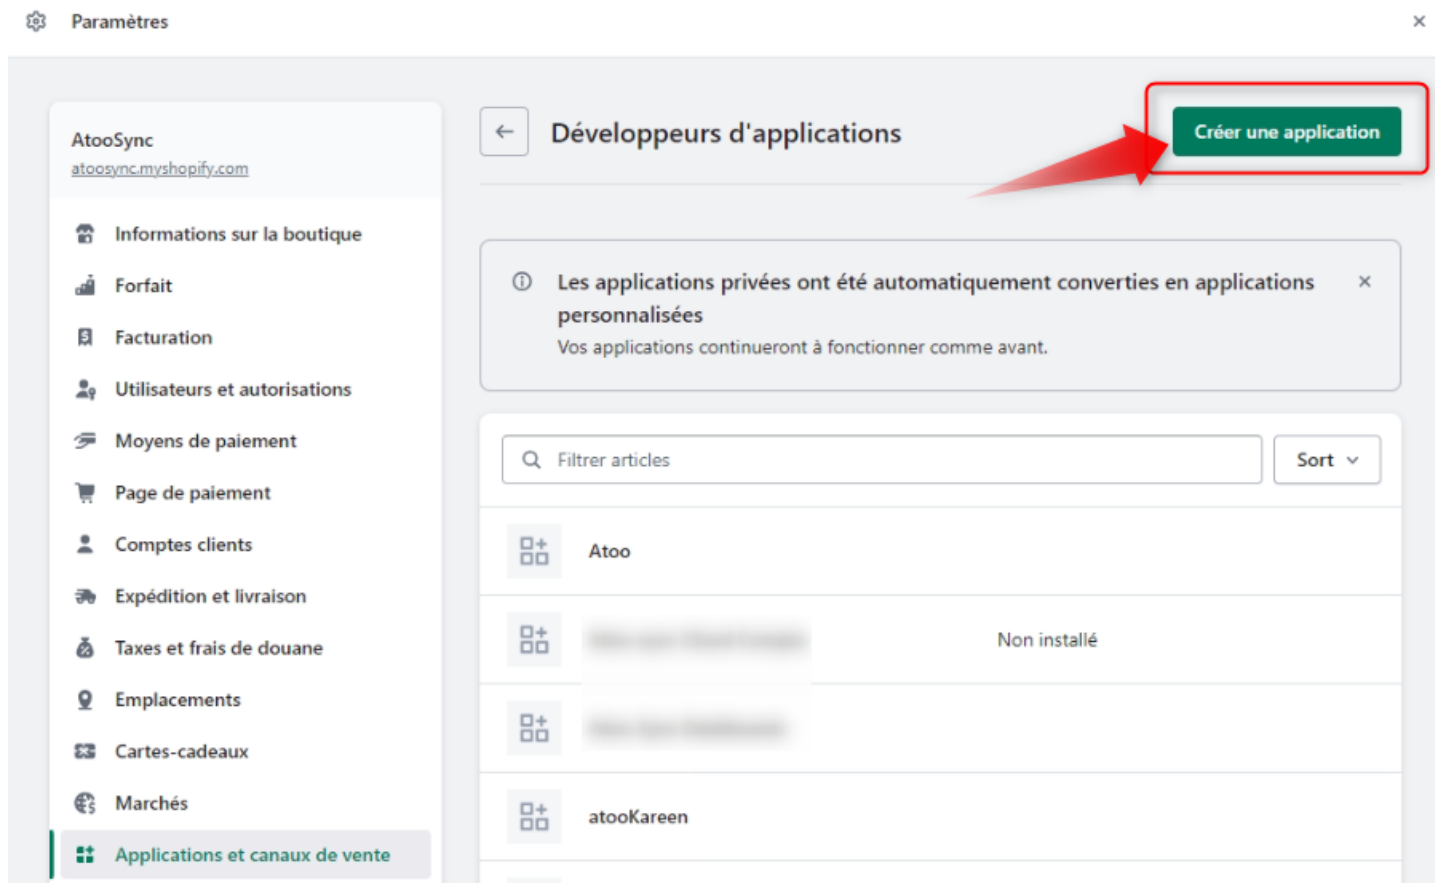 Paramètres
AtooSync
atoosync.myshopify.com
Informations sur la boutique
Forfait
Facturation
Utilisateurs et autorisations
Moyens de paiement
Page de paiement
Comptes clients
Expédition et livraison
Taxes et frais de douane
Emplacements
Cartes-cadeaux
Marchés
Applications et canaux de vente
Développeurs d'applications
Créer une application
Les applications privées ont été automatiquement converties en applications
personnalisées
Vos applications continueront à fonctionner comme avant.
Filtrer articles
Sort
Atoo
Non installé
atooKareen